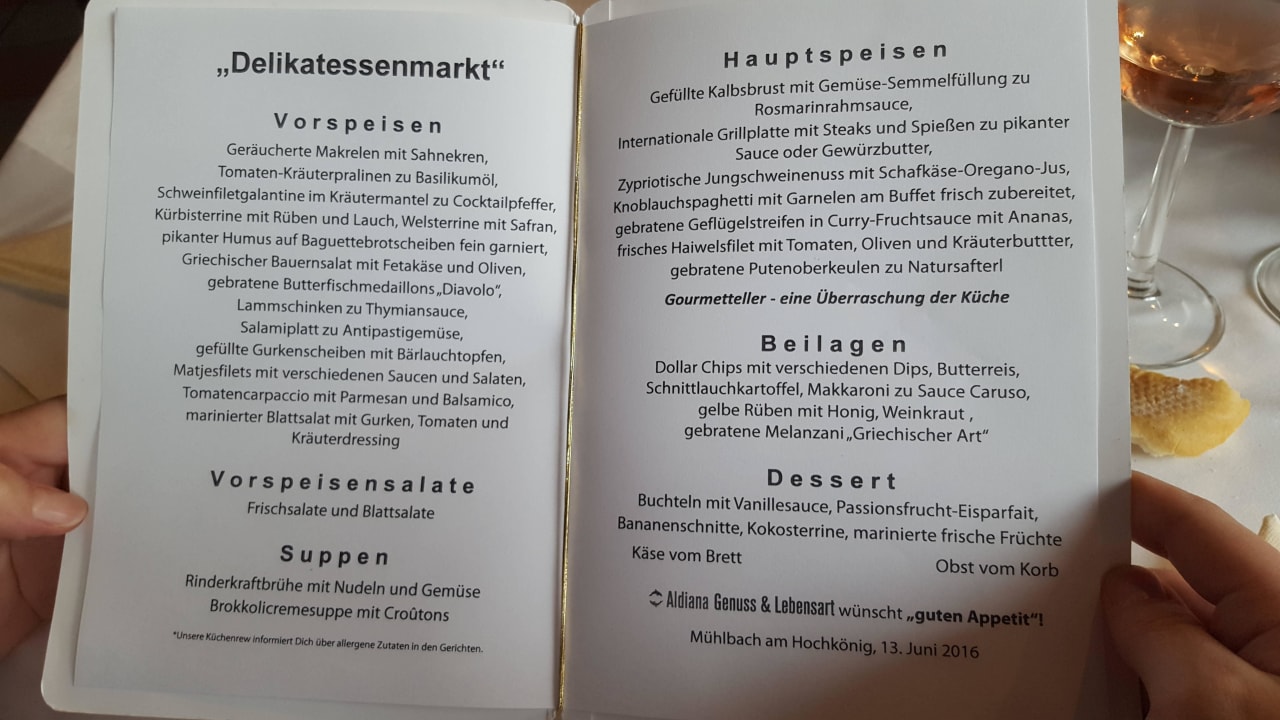 „Delikatessenmarkt“
Vorspeisen
Geräucherte Makrelen mit Sahnekren,
Tomaten-Kräuterpralinen zu Basilikumöl,
Schweinfiletgalantine im Kräutermantel zu Cocktailpfeffer,
Kürbisterrine mit Rüben und Lauch, Welsterrine mit Safran,
pikanter Humus auf Baguettebrotscheiben fein garniert,
Griechischer Bauernsalat mit Fetakäse und Oliven,
gebratene Butterfischmedaillons „Diavolo“,
Lammschinken zu Thymiansauce,
Salamiplatt zu Antipastigemüse,
gefüllte Gurkenscheiben mit Bärlauchtopfen,
Matjesfilets mit verschiedenen Saucen und Salaten,
Tomatencarpaccio mit Parmesan und Balsamico,
marinierter Blattsalat mit Gurken, Tomaten und
Kräuterdressing
Vorspeisensalate
Frischsalate und Blattsalate
Suppen
Rinderkraftbrühe mit Nudeln und Gemüse
Brokkolicremesuppe mit Croûtons
*Unsere Küchenrew informiert Dich über allergene Zutaten in den Gerichten.
Hauptspeisen
Gefüllte Kalbsbrust mit Gemüse-Semmelfüllung zu
Rosmarinrahmsauce,
Internationale Grillplatte mit Steaks und Spießen zu pikanter
Sauce oder Gewürzbutter,
Zypriotische Jungschweinenuss mit Schafkäse-Oregano-Jus,
Knoblauchspaghetti mit Garnelen am Buffet frisch zubereitet,
gebratene Geflügelstreifen in Curry-Fruchtsauce mit Ananas,
frisches Haiwelsfilet mit Tomaten, Oliven und Kräuterbuttter,
gebratene Putenoberkeulen zu Natursafterl
Gourmetteller - eine Überraschung der Küche
Beilagen
Dollar Chips mit verschiedenen Dips, Butterreis,
Schnittlauchkartoffel, Makkaroni zu Sauce Caruso,
gelbe Rüben mit Honig, Weinkraut ,
gebratene Melanzani „Griechischer Art“
Dessert
Buchteln mit Vanillesauce, Passionsfrucht-Eisparfait,
Bananenschnitte, Kokosterrine, marinierte frische Früchte
Käse vom Brett Obst vom Korb
Aldiana Genuss & Lebensart wünscht „guten Appetit“!
Mühlbach am Hochkönig, 13. Juni 2016